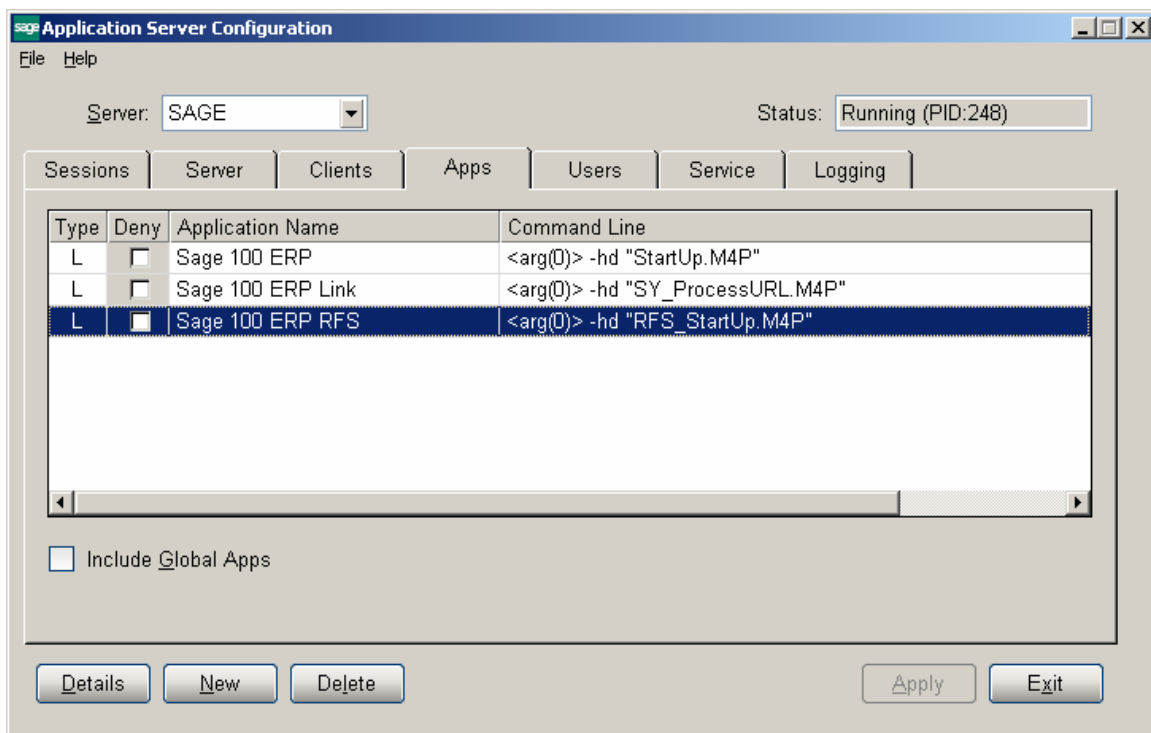 sage Application Server Configuration
File Help
Server: SAGE Status: Running (PID:248)
Sessions Server Clients Apps Users Service Logging
Type Deny Application Name Command Line
L Sage 100 ERP <arg(0)> -hd "StartUp.M4P"
L Sage 100 ERP Link <arg(0)> -hd "SY_ProcessURL.M4P"
L Sage 100 ERP RFS <arg(0)> -hd "RFS_StartUp.M4P"
Include Global Apps
Details New Delete Apply Exit